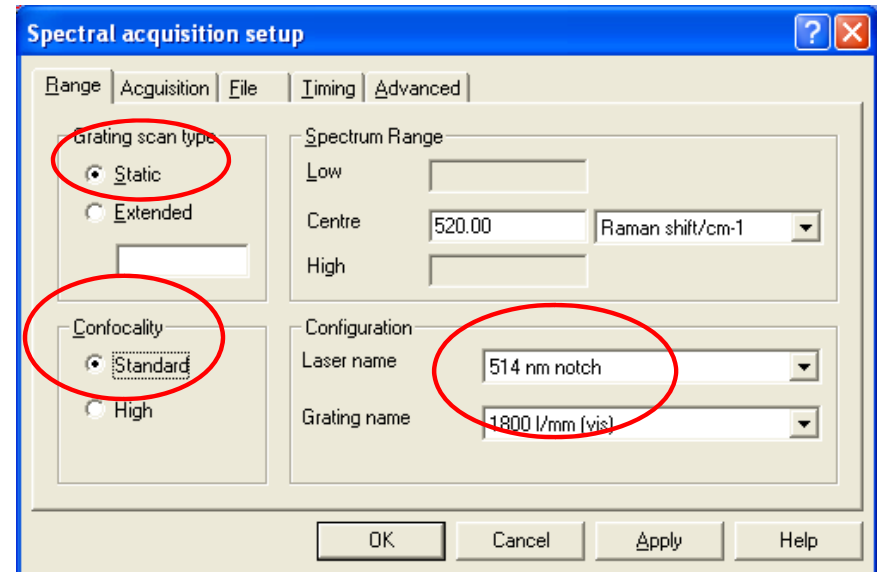 Spectral acquisition setup
Range Acquisition File Timing Advanced
Grating scan type
Static
Extended
Spectrum Range
Low
Centre 520.00 Raman shift/cm-1
High
Confocality
Standard
High
Configuration
Laser name 514 nm notch
Grating name 1800 l/mm (vis)
OK Cancel Apply Help